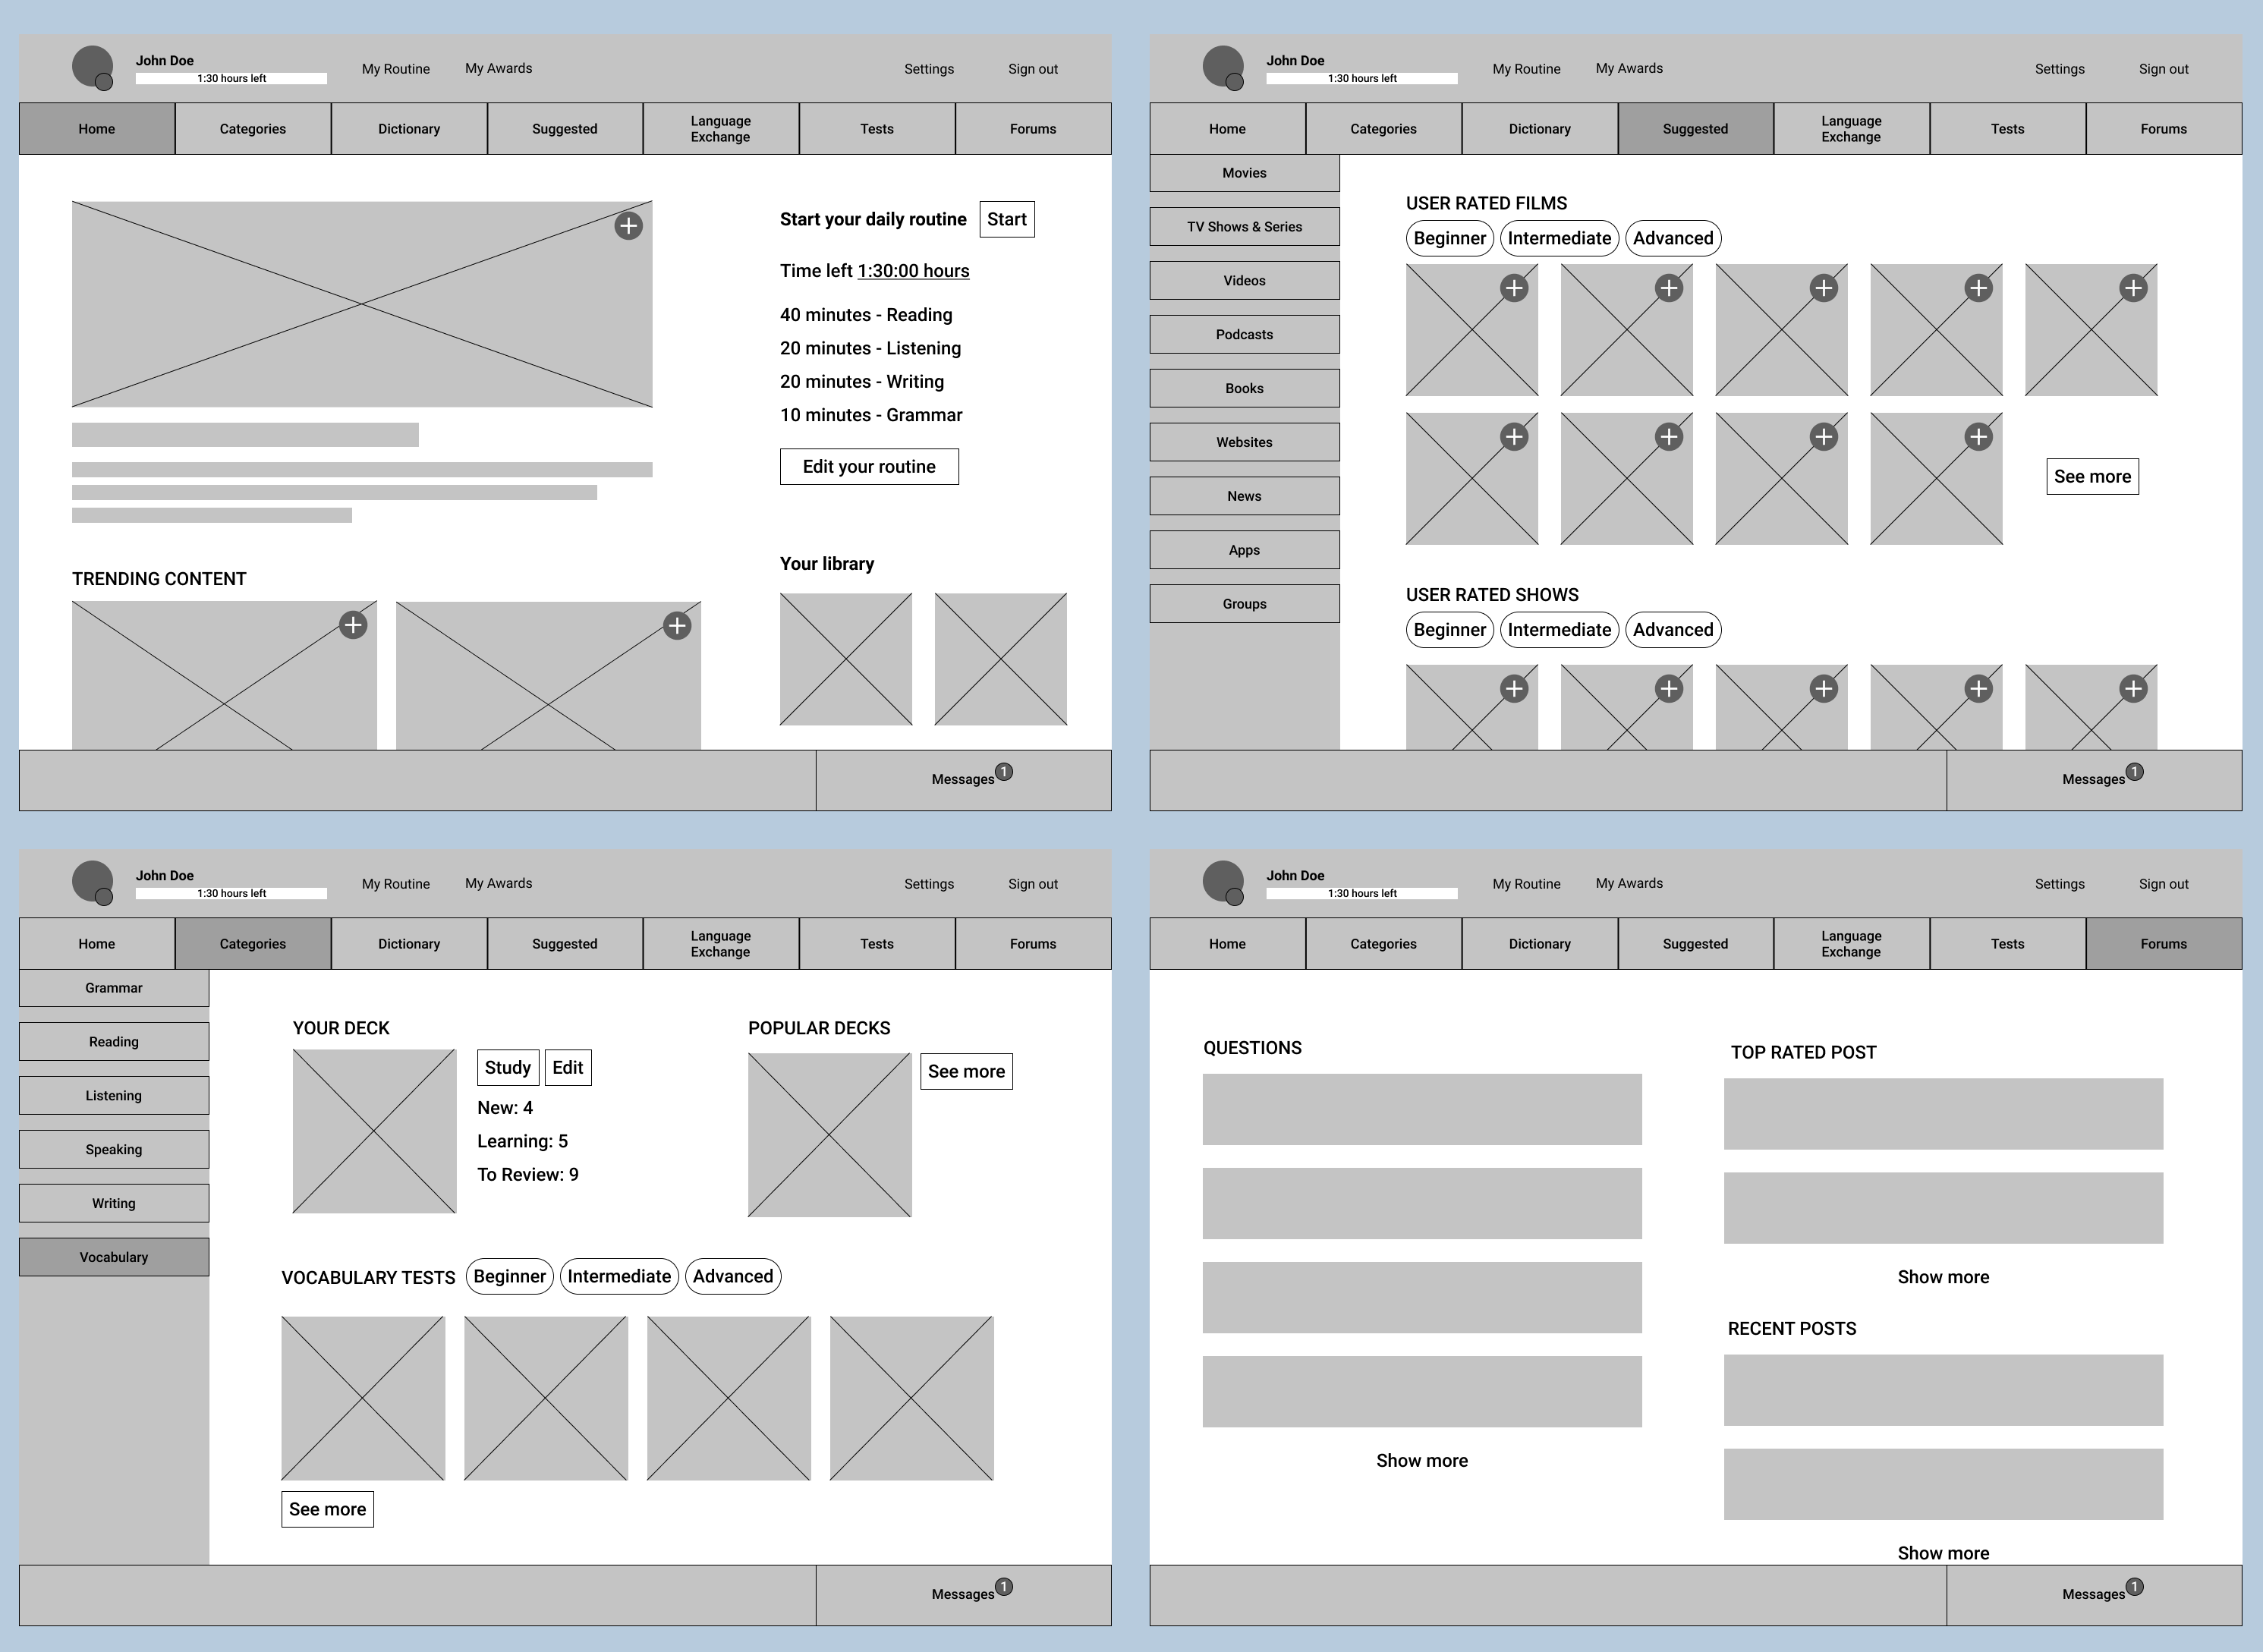 John Doe
1:30 hours left
My Routine
My Awards
Settings
Sign out
Home
Categories
Dictionary
Suggested
Language
Exchange
Tests
Forums
Start your daily routine
Start
Time left 1:30:00 hours
40 minutes - Reading
20 minutes - Listening
20 minutes - Writing
10 minutes - Grammar
Edit your routine
TRENDING CONTENT
Your library
Messages
1
John Doe
1:30 hours left
My Routine
My Awards
Settings
Sign out
Home
Categories
Dictionary
Suggested
Language
Exchange
Tests
Forums
Movies
TV Shows & Series
Videos
Podcasts
Books
Websites
News
Apps
Groups
USER RATED FILMS
Beginner
Intermediate
Advanced
See more
USER RATED SHOWS
Beginner
Intermediate
Advanced
Messages
1
John Doe
1:30 hours left
My Routine
My Awards
Settings
Sign out
Home
Categories
Dictionary
Suggested
Language
Exchange
Tests
Forums
Grammar
Reading
Listening
Speaking
Writing
Vocabulary
YOUR DECK
Study
Edit
New: 4
Learning: 5
To Review: 9
POPULAR DECKS
See more
VOCABULARY TESTS
Beginner
Intermediate
Advanced
See more
Messages
1
John Doe
1:30 hours left
My Routine
My Awards
Settings
Sign out
Home
Categories
Dictionary
Suggested
Language
Exchange
Tests
Forums
QUESTIONS
Show more
TOP RATED POST
Show more
RECENT POSTS
Show more
Messages
1